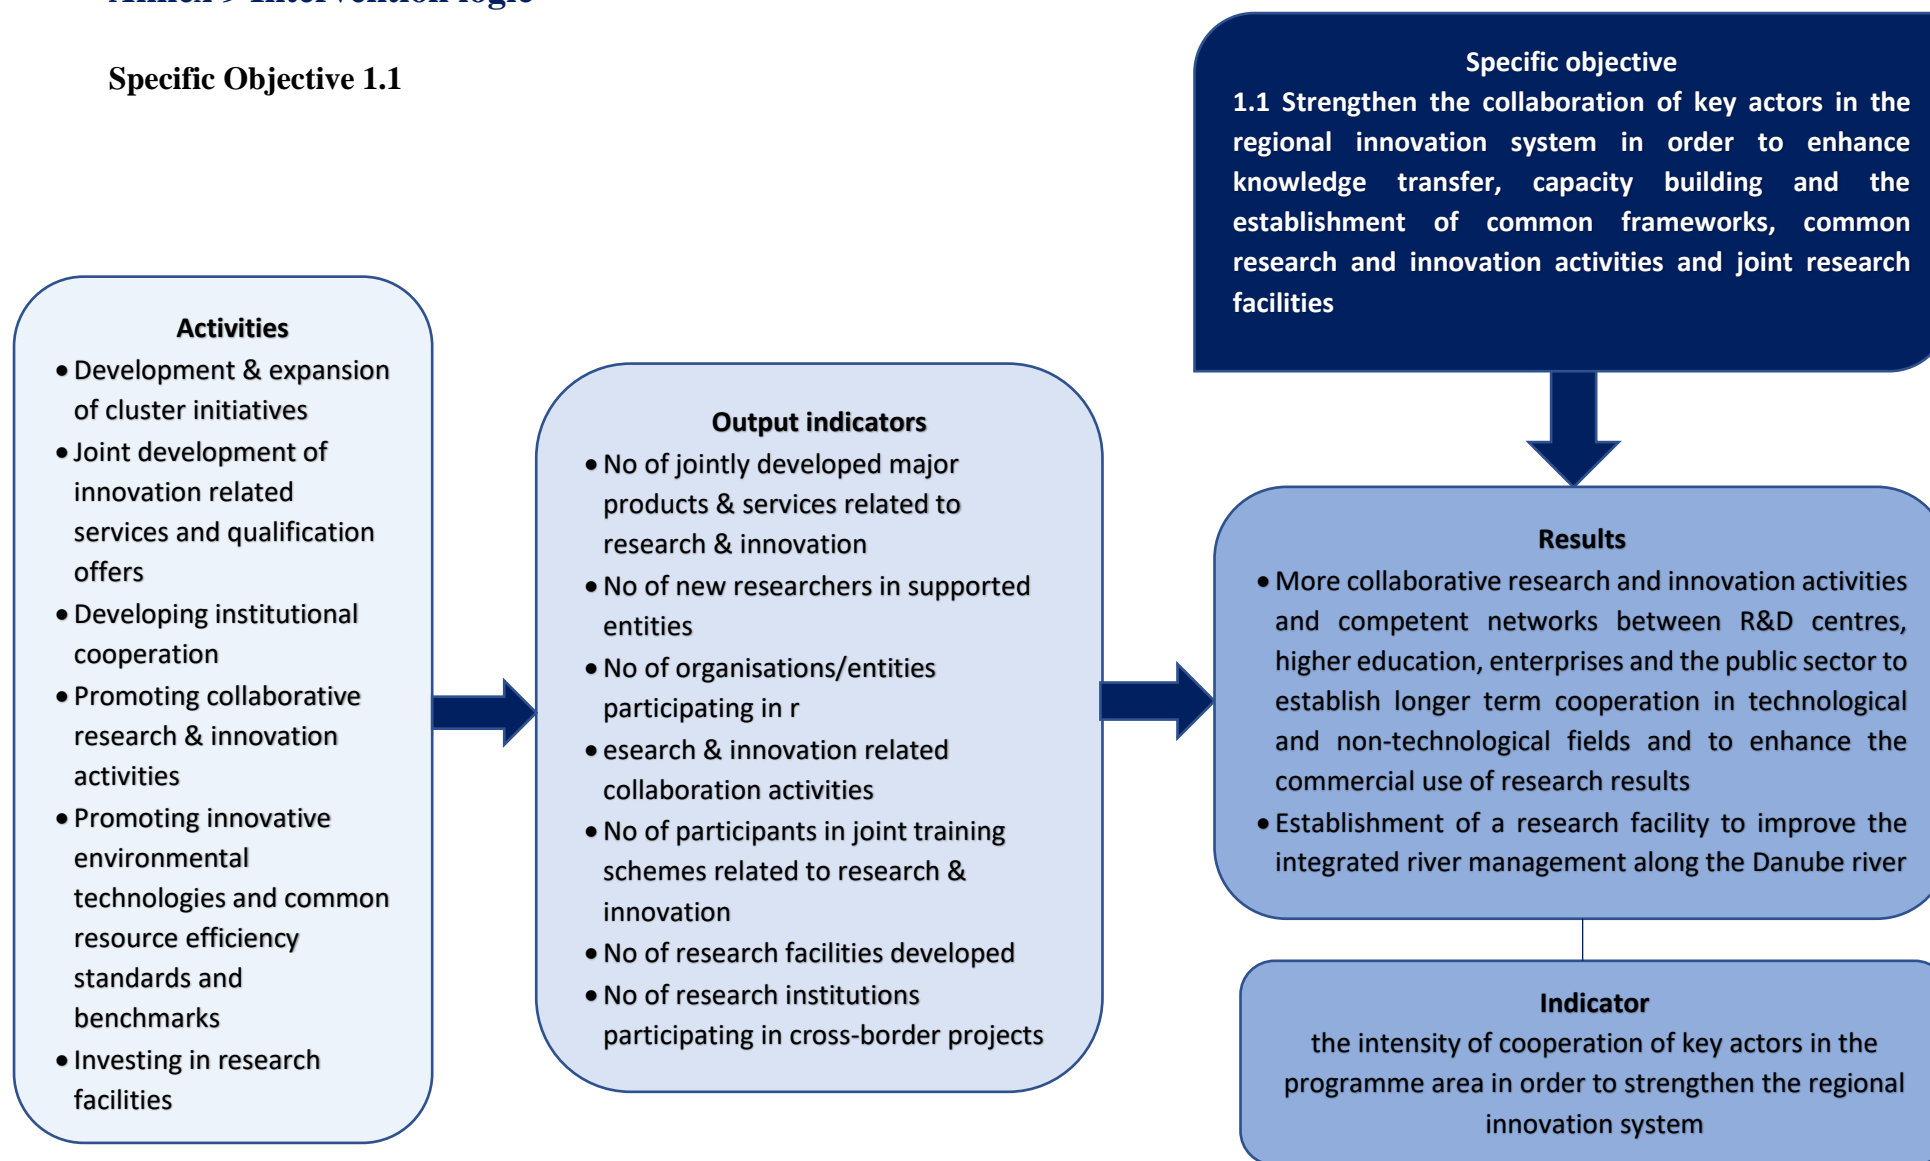 Annex 9 Intervention logic
Specific Objective 1.1
Specific objective
1.1 Strengthen the collaboration of key actors in the
regional innovation system in order to enhance
knowledge transfer, capacity building and the
establishment of common frameworks, common
research and innovation activities and joint research
facilities
Activities
• Development & expansion
of cluster initiatives
• Joint development of
innovation related
services and qualification
offers
• Developing institutional
cooperation
• Promoting collaborative
research & innovation
activities
• Promoting innovative
environmental
technologies and common
resource efficiency
standards and
benchmarks
• Investing in research
facilities
Output indicators
• No of jointly developed major
products & services related to
research & innovation
• No of new researchers in supported
entities
• No of organisations/entities
participating in r
• esearch & innovation related
collaboration activities
• No of participants in joint training
schemes related to research &
innovation
• No of research facilities developed
• No of research institutions
participating in cross-border projects
Results
• More collaborative research and innovation activities
and competent networks between R&D centres,
higher education, enterprises and the public sector to
establish longer term cooperation in technological
and non-technological fields and to enhance the
commercial use of research results
• Establishment of a research facility to improve the
integrated river management along the Danube river
Indicator
the intensity of cooperation of key actors in the
programme area in order to strengthen the regional
innovation system